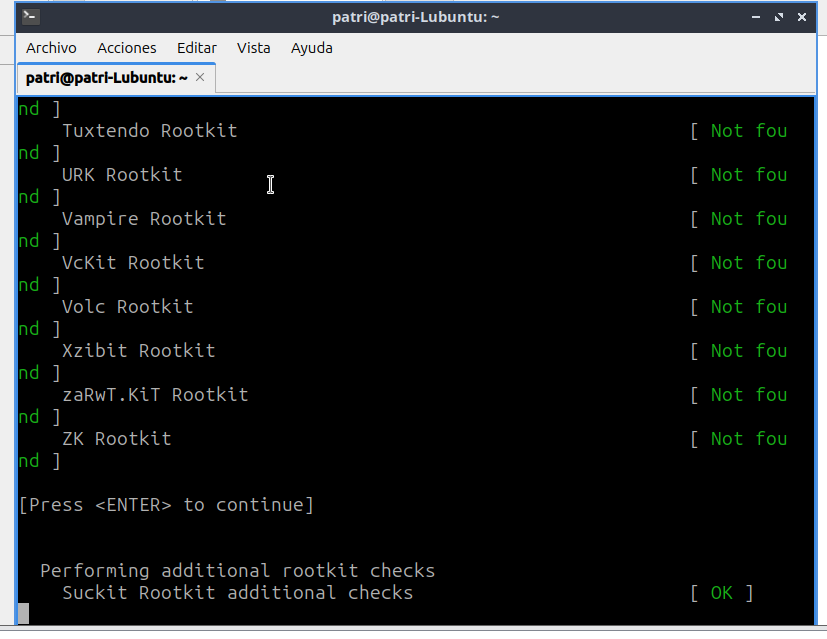 patri@patri-Lubuntu: ~
Archivo Acciones Editar Vista Ayuda
patri@patri-Lubuntu: ~
nd ]
Tuxtendo Rootkit [ Not fou
nd ]
URK Rootkit [ Not fou
nd ]
Vampire Rootkit [ Not fou
nd ]
VcKit Rootkit [ Not fou
nd ]
Volc Rootkit [ Not fou
nd ]
Xzibit Rootkit [ Not fou
nd ]
zaRwT.KiT Rootkit [ Not fou
nd ]
ZK Rootkit [ Not fou
nd ]
[Press <ENTER> to continue]
Performing additional rootkit checks
Suckit Rootkit additional checks [ OK ]